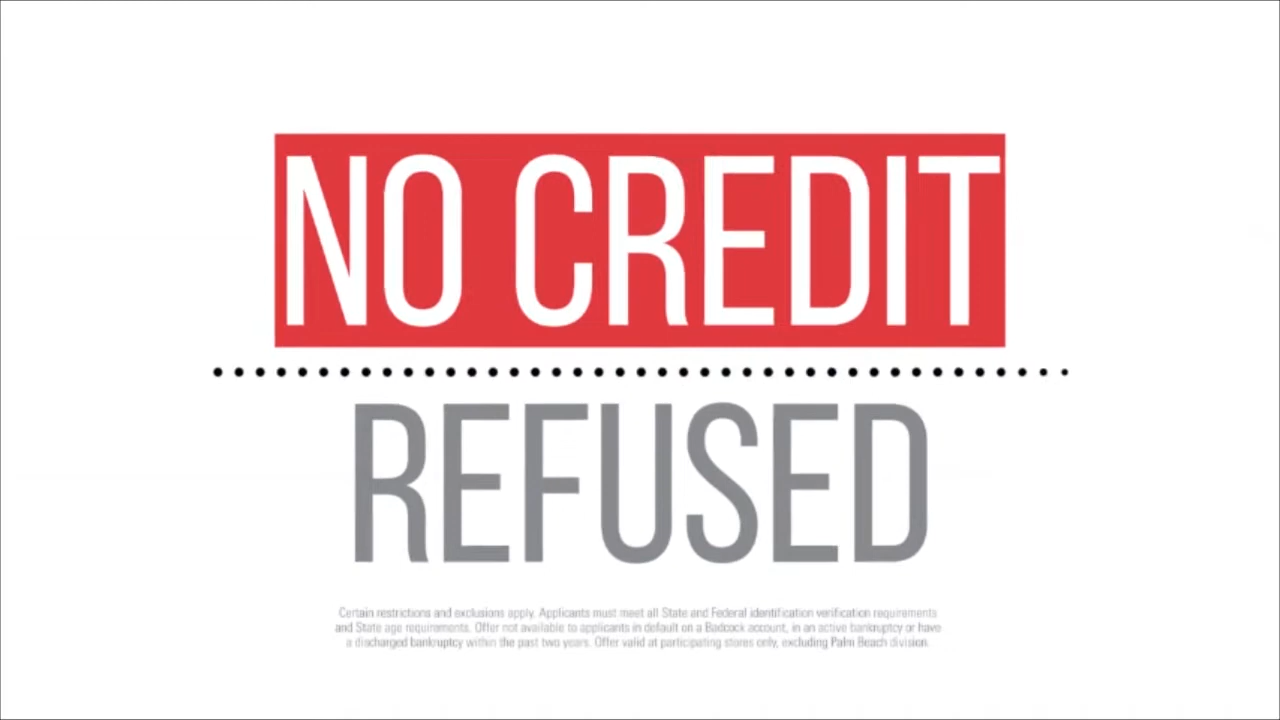 NO CREDIT
REFUSED
Certain restrictions and exclusions apply. Applicants must meet all State and Federal identification verification requirements
and State age requirements. Offer not available to applicants in default on a Badcock account, in an active bankruptcy or have
a discharged bankruptcy within the past two years. Offer valid at participating stores only, excluding Palm Beach division.